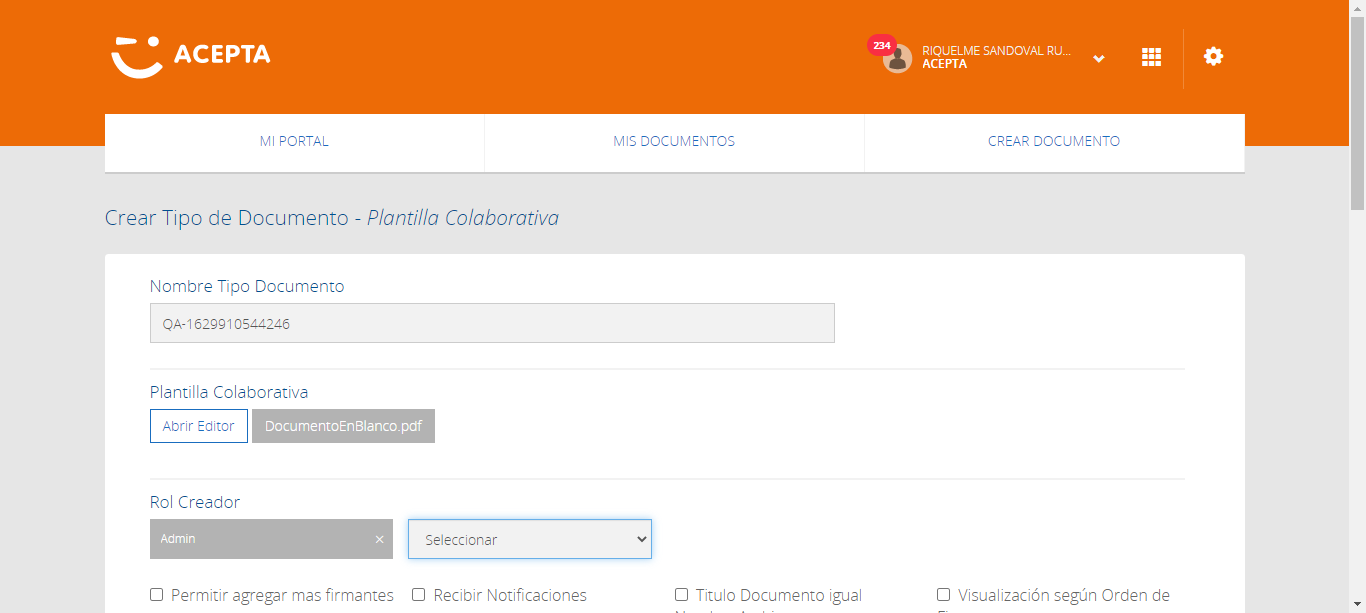 ACEPTA
234
RIQUELME SANDOVAL RU...
ACEPTA
MI PORTAL
MIS DOCUMENTOS
CREAR DOCUMENTO
Crear Tipo de Documento - Plantilla Colaborativa
Nombre Tipo Documento
QA-1629910544246
Plantilla Colaborativa
Abrir Editor
DocumentoEnBlanco.pdf
Rol Creador
Admin ×
Seleccionar
Permitir agregar mas firmantes
Recibir Notificaciones
Titulo Documento igual
Visualización según Orden de